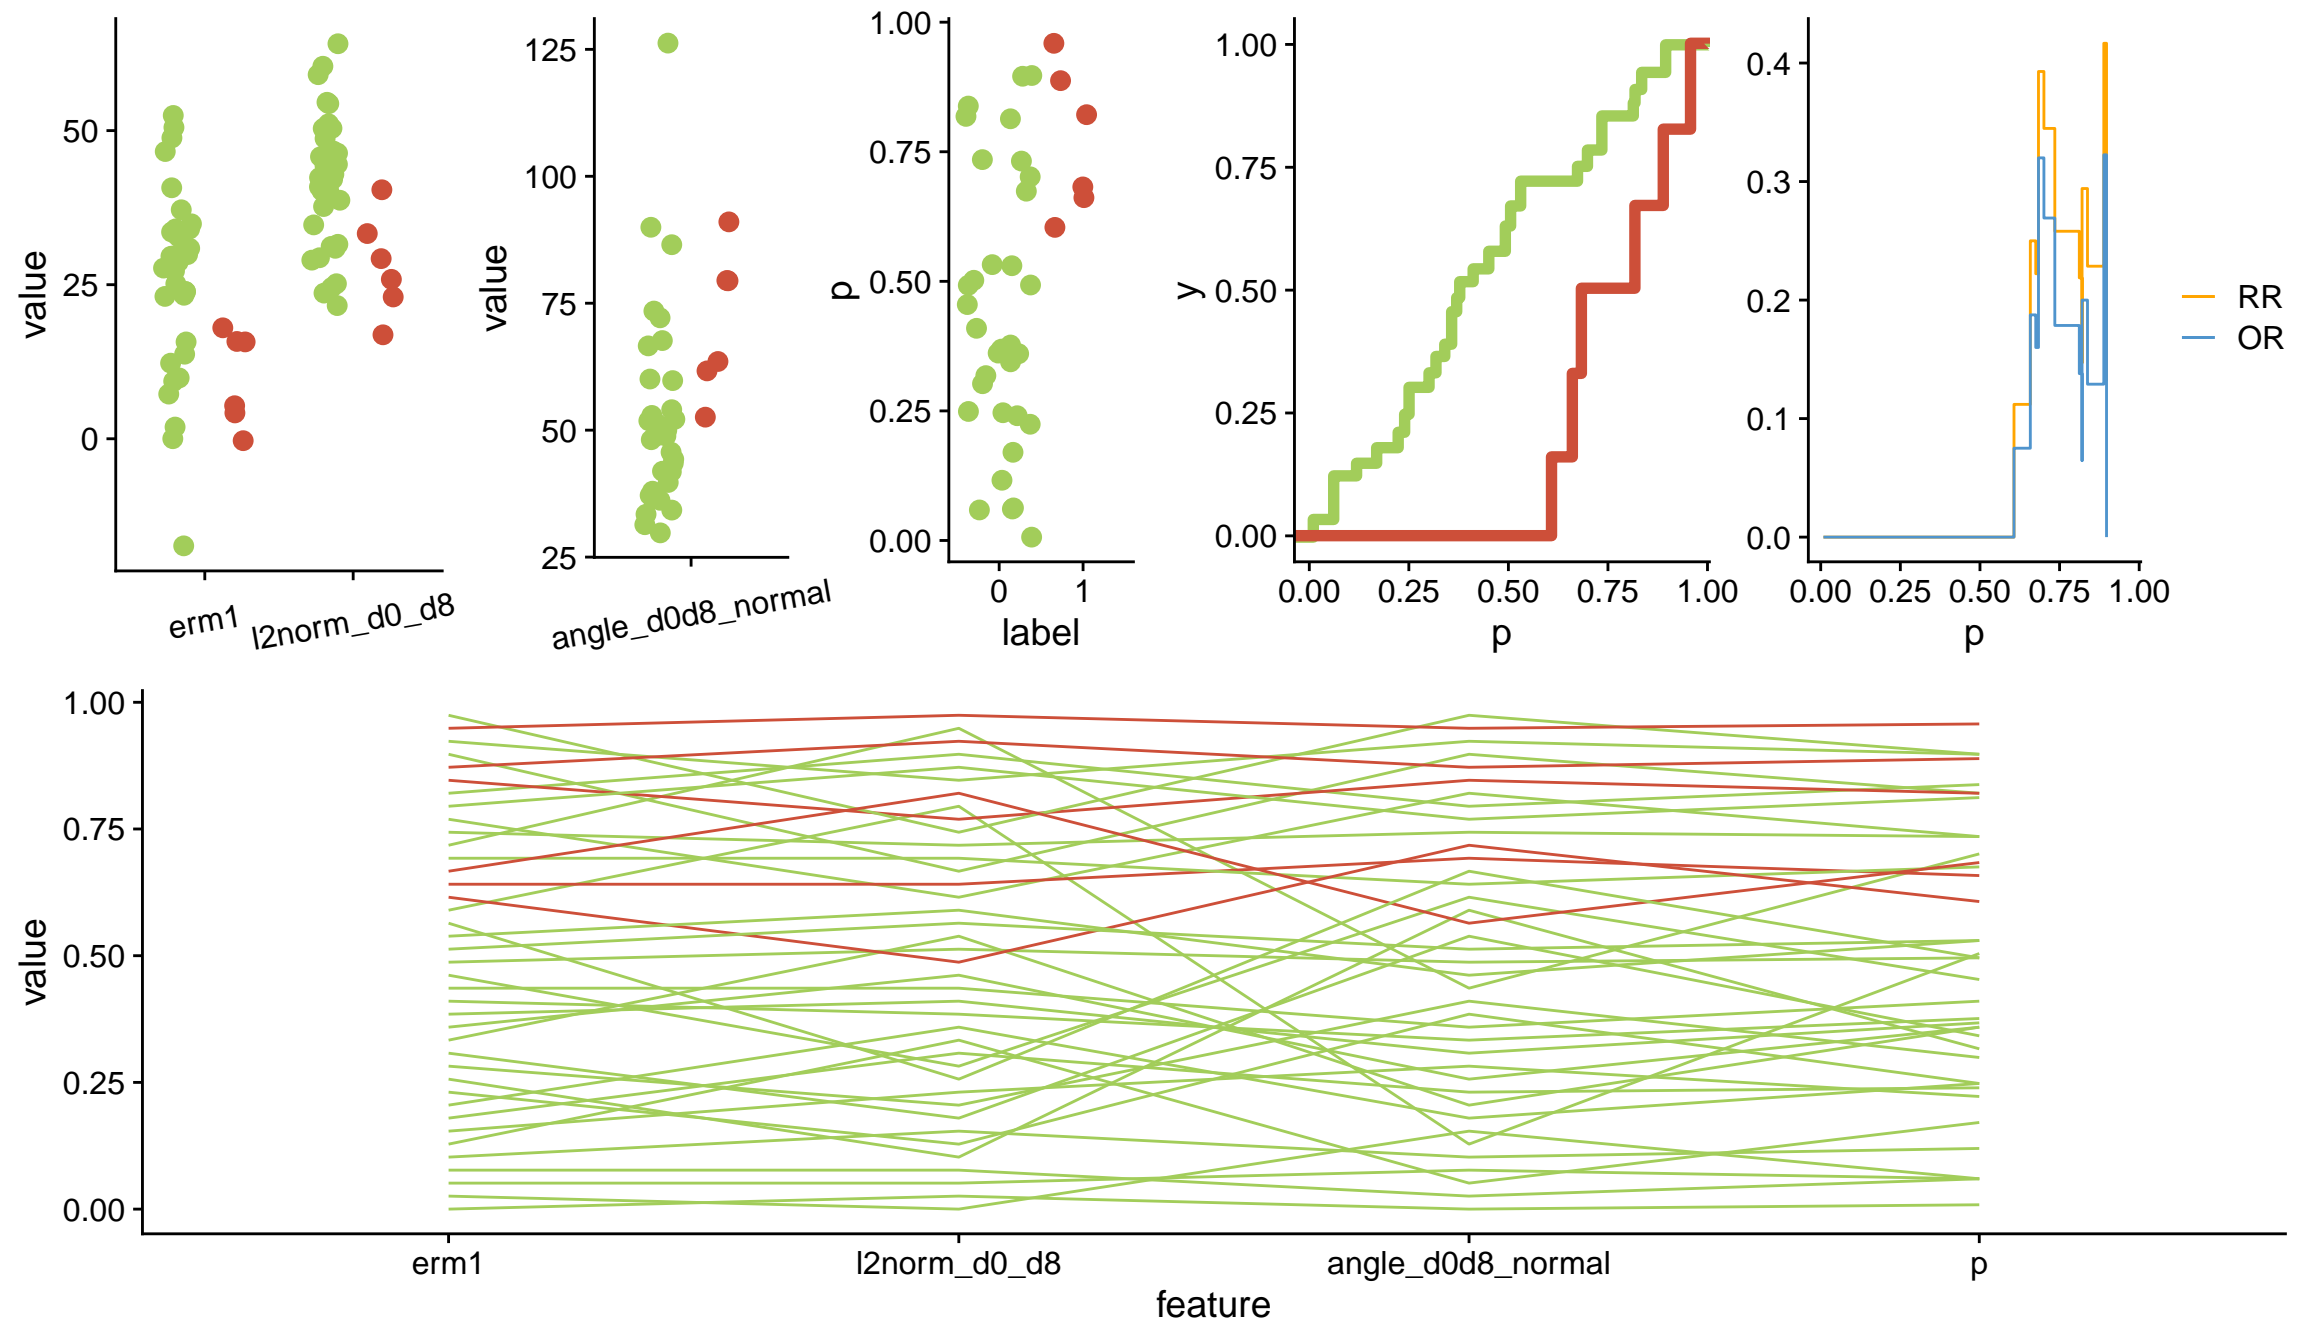 value
50
25
0
erm1
l2norm_d0_d8
value
125
100
75
50
25
angle_d0d8_normal
p
1.00
0.75
0.50
0.25
0.00
0 1
label
y
1.00
0.75
0.50
0.25
0.00
0.00 0.25 0.50 0.75 1.00
p
0.4
0.3
0.2
0.1
0.0
0.00 0.25 0.50 0.75 1.00
p
RR
OR
value
1.00
0.75
0.50
0.25
0.00
erm1 l2norm_d0_d8 angle_d0d8_normal p
feature